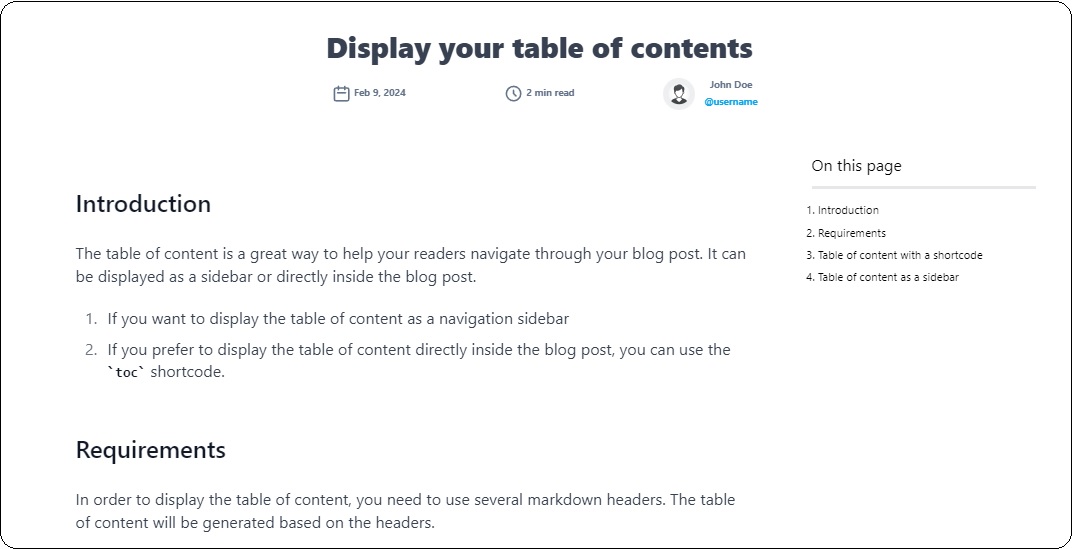 Display your table of contents
Feb 9, 2024
2 min read
John Doe
@username
Introduction
The table of content is a great way to help your readers navigate through your blog post. It can
be displayed as a sidebar or directly inside the blog post.
1. If you want to display the table of content as a navigation sidebar
2. If you prefer to display the table of content directly inside the blog post, you can use the
`toc` shortcode.
Requirements
In order to display the table of content, you need to use several markdown headers. The table
of content will be generated based on the headers.
On this page
1. Introduction
2. Requirements
3. Table of content with a shortcode
4. Table of content as a sidebar